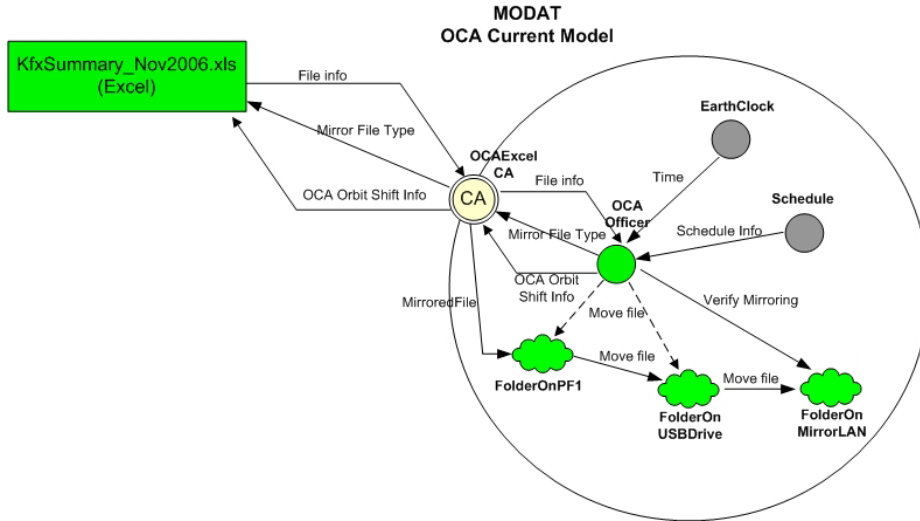 MODAT
OCA Current Model
KfxSummary_Nov2006.xls
(Excel)
File info
Mirror File Type
OCA Orbit Shift Info
OCAExcel
CA
CA
EarthClock
Time
Schedule
Schedule Info
File info
OCA
Officer
Mirror File Type
OCA Orbit
Shift Info
MirroredFile
Move file
Verify Mirroring
FolderOnPF1
Move file
FolderOn
USBDrive
Move file
FolderOn
MirrorLAN